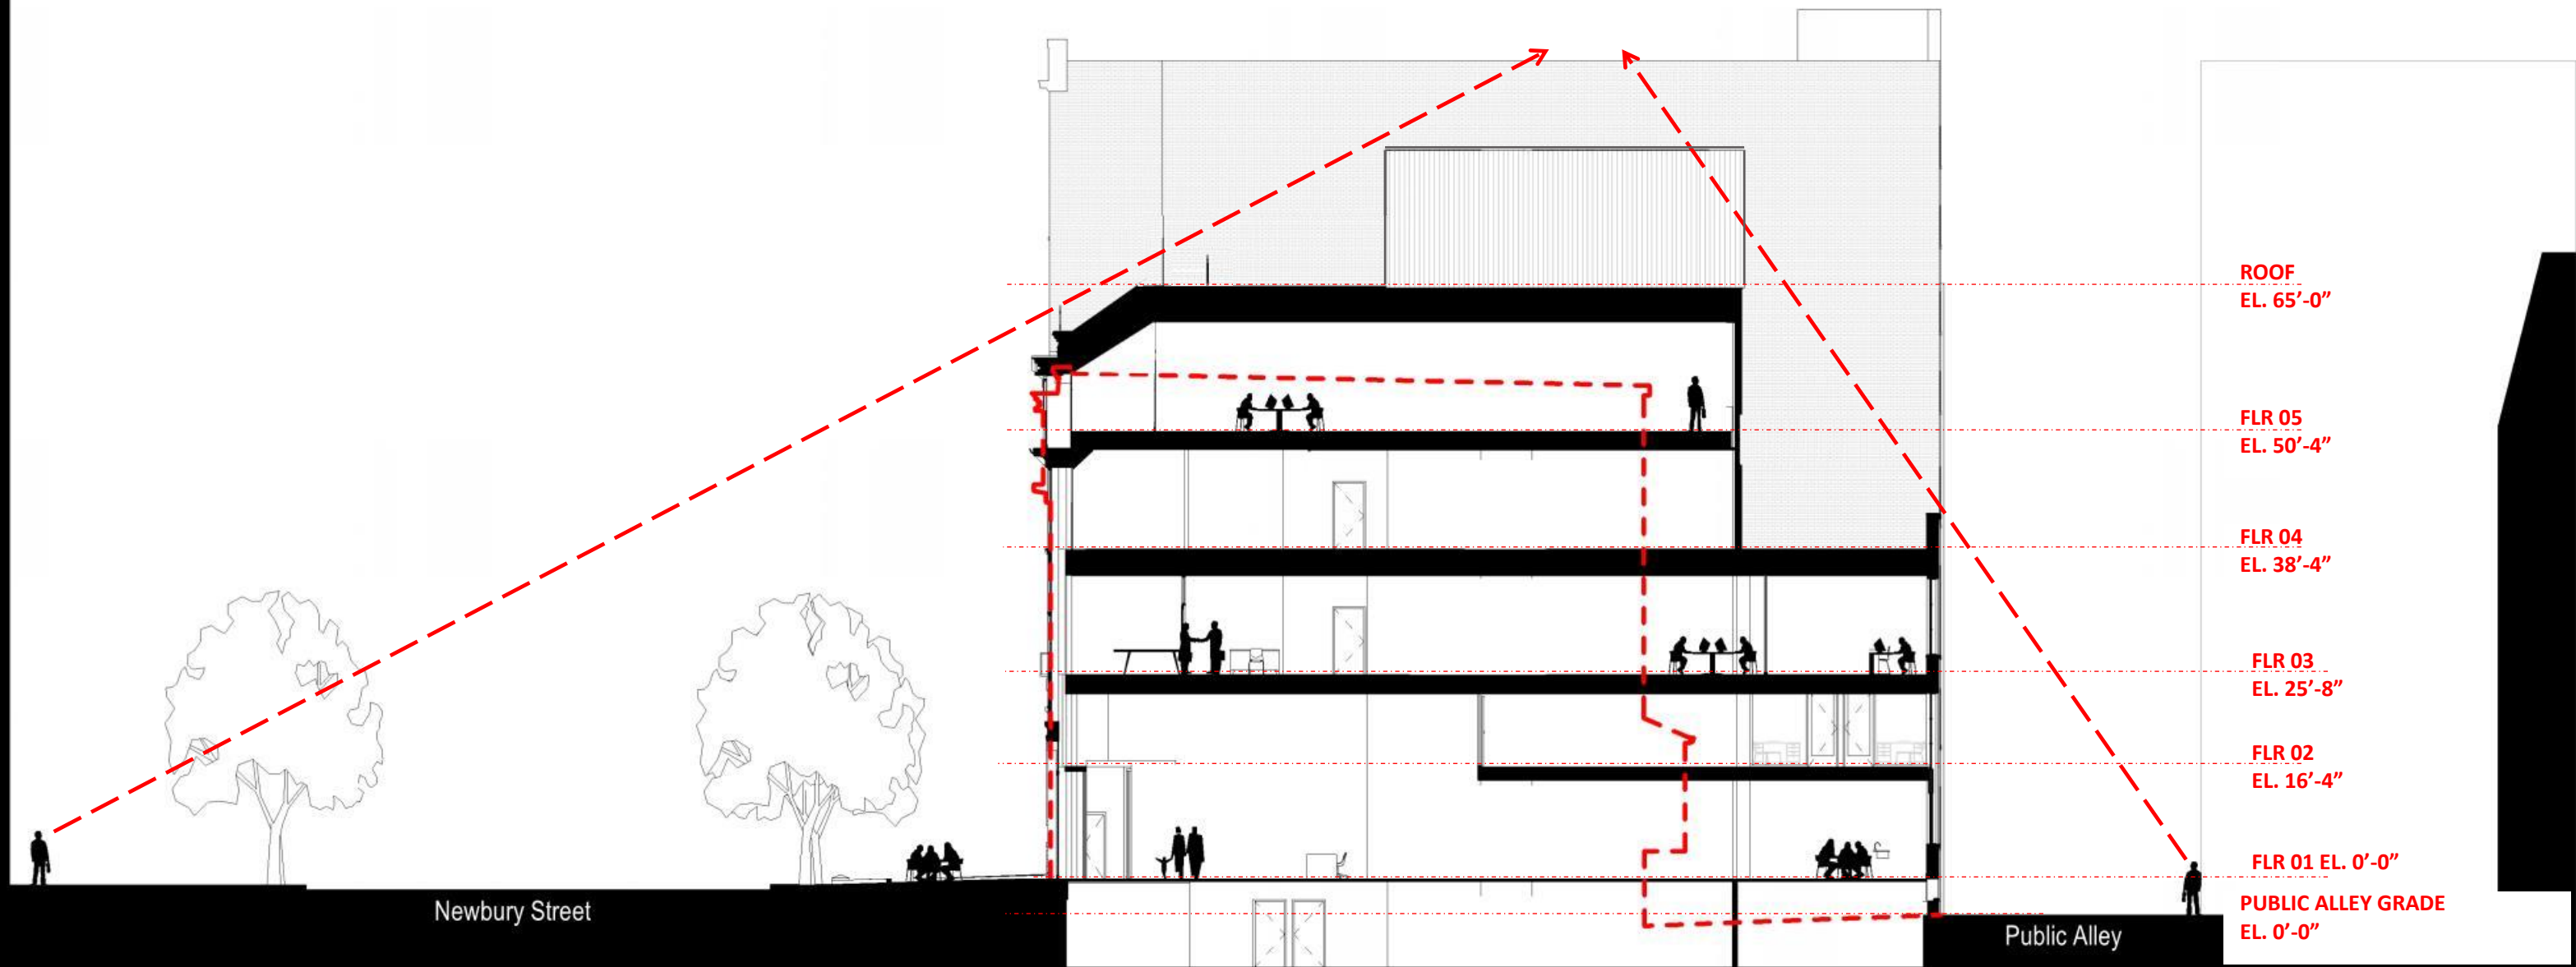 ROOF
EL. 65’-0”
FLR 05
EL. 50’-4”
FLR 04
EL. 38’-4”
FLR 03
EL. 25’-8”
FLR 02
EL. 16’-4”
FLR 01 EL. 0’-0”
PUBLIC ALLEY GRADE
EL. 0’-0”
Newbury Street
Public Alley